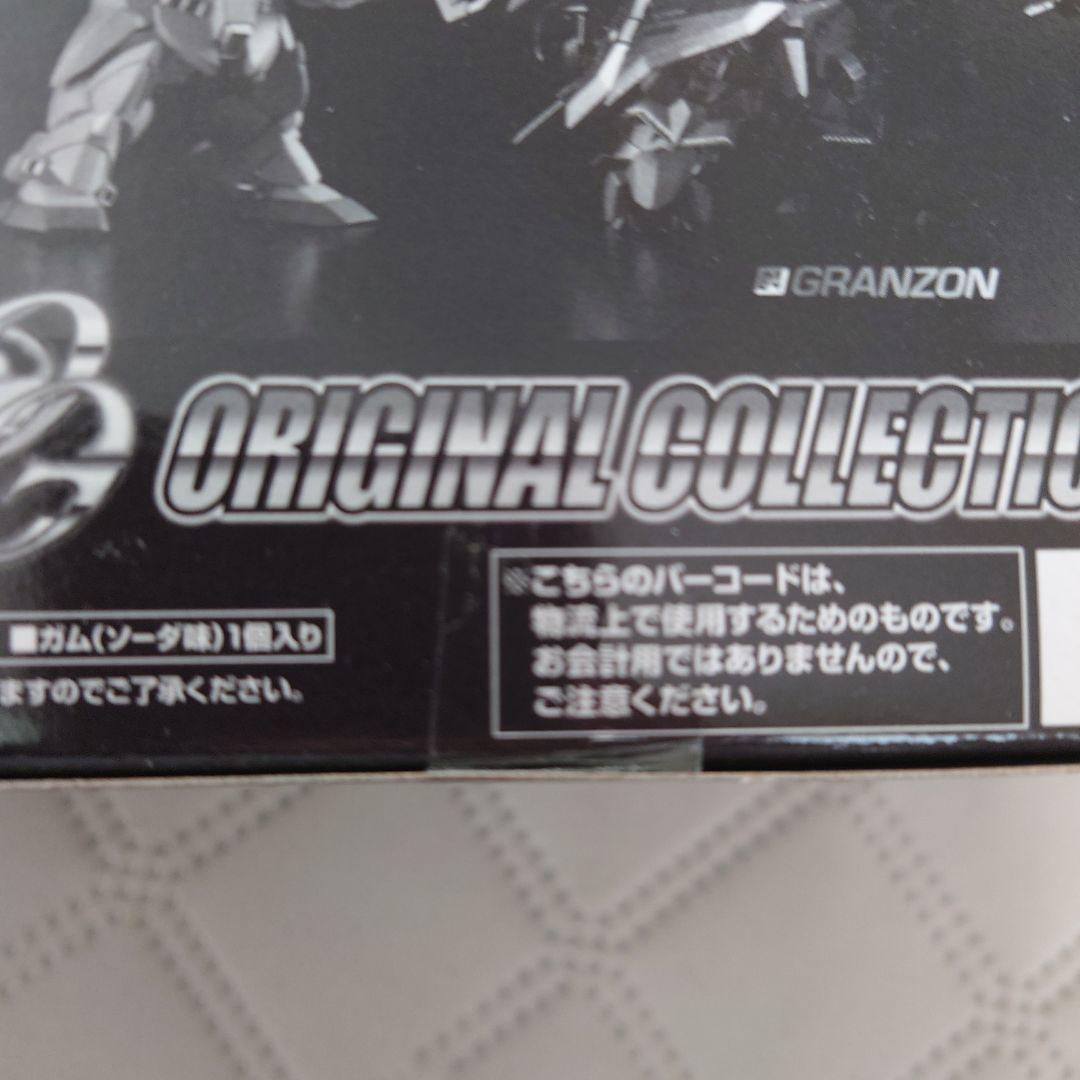 GRANZON
ORIGINAL COLLECTIO
■ガム(ソーダ味)1個入り
ますのでご了承ください。
※こちらのバーコードは、
物流上で使用するためのものです。
お会計用ではありませんので、
ご注意ください。